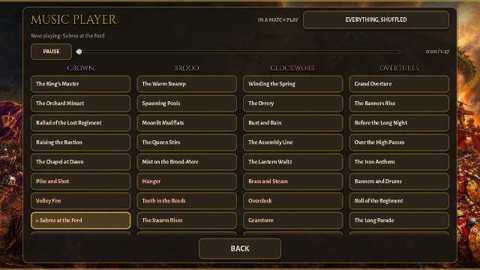 MUSIC PLAYER
IN A MATCH PLAY
EVERYTHING, SHUFFLED
Now playing: Sabres at the Ford
PAUSE
CROWN
BROOD
CLOCKWORK
OVERTURES
The King's Muster
The Warm Swamp
Winding the Spring
Grand Overture
The Orchard Minuet
Spawning Pools
The Orrery
The Banners Rise
Ballad of the Lost Regiment
Moonlit Mudflats
Rust and Rain
Before the Long Night
Raising the Bastion
The Queen Stirs
The Assembly Line
Over the High Passes
The Chapel at Dawn
Mist on the Brood-Mere
The Lantern Waltz
The Iron Anthem
Pike and Shot
Hunger
Brass and Steam
Banners and Drums
Volley Fire
Teeth in the Reeds
Overclock
Roll of the Regiment
Sabres at the Ford
The Swarm Rises
Gearstorm
The Long Parade
BACK